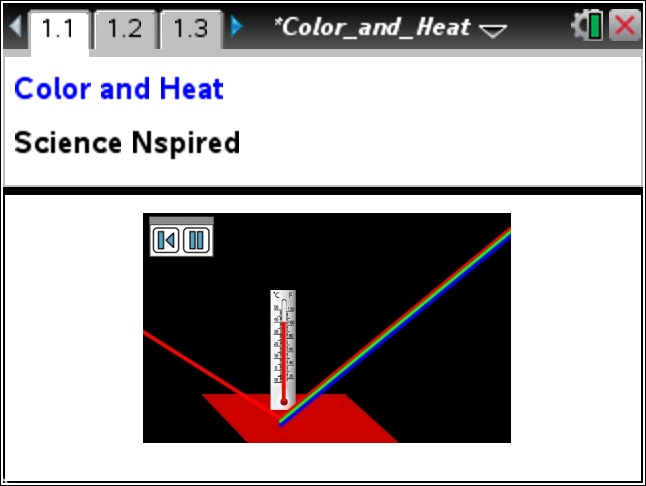 1.1 1.2 1.3 *Color_and_Heat
Color and Heat
Science Nspired
°C F